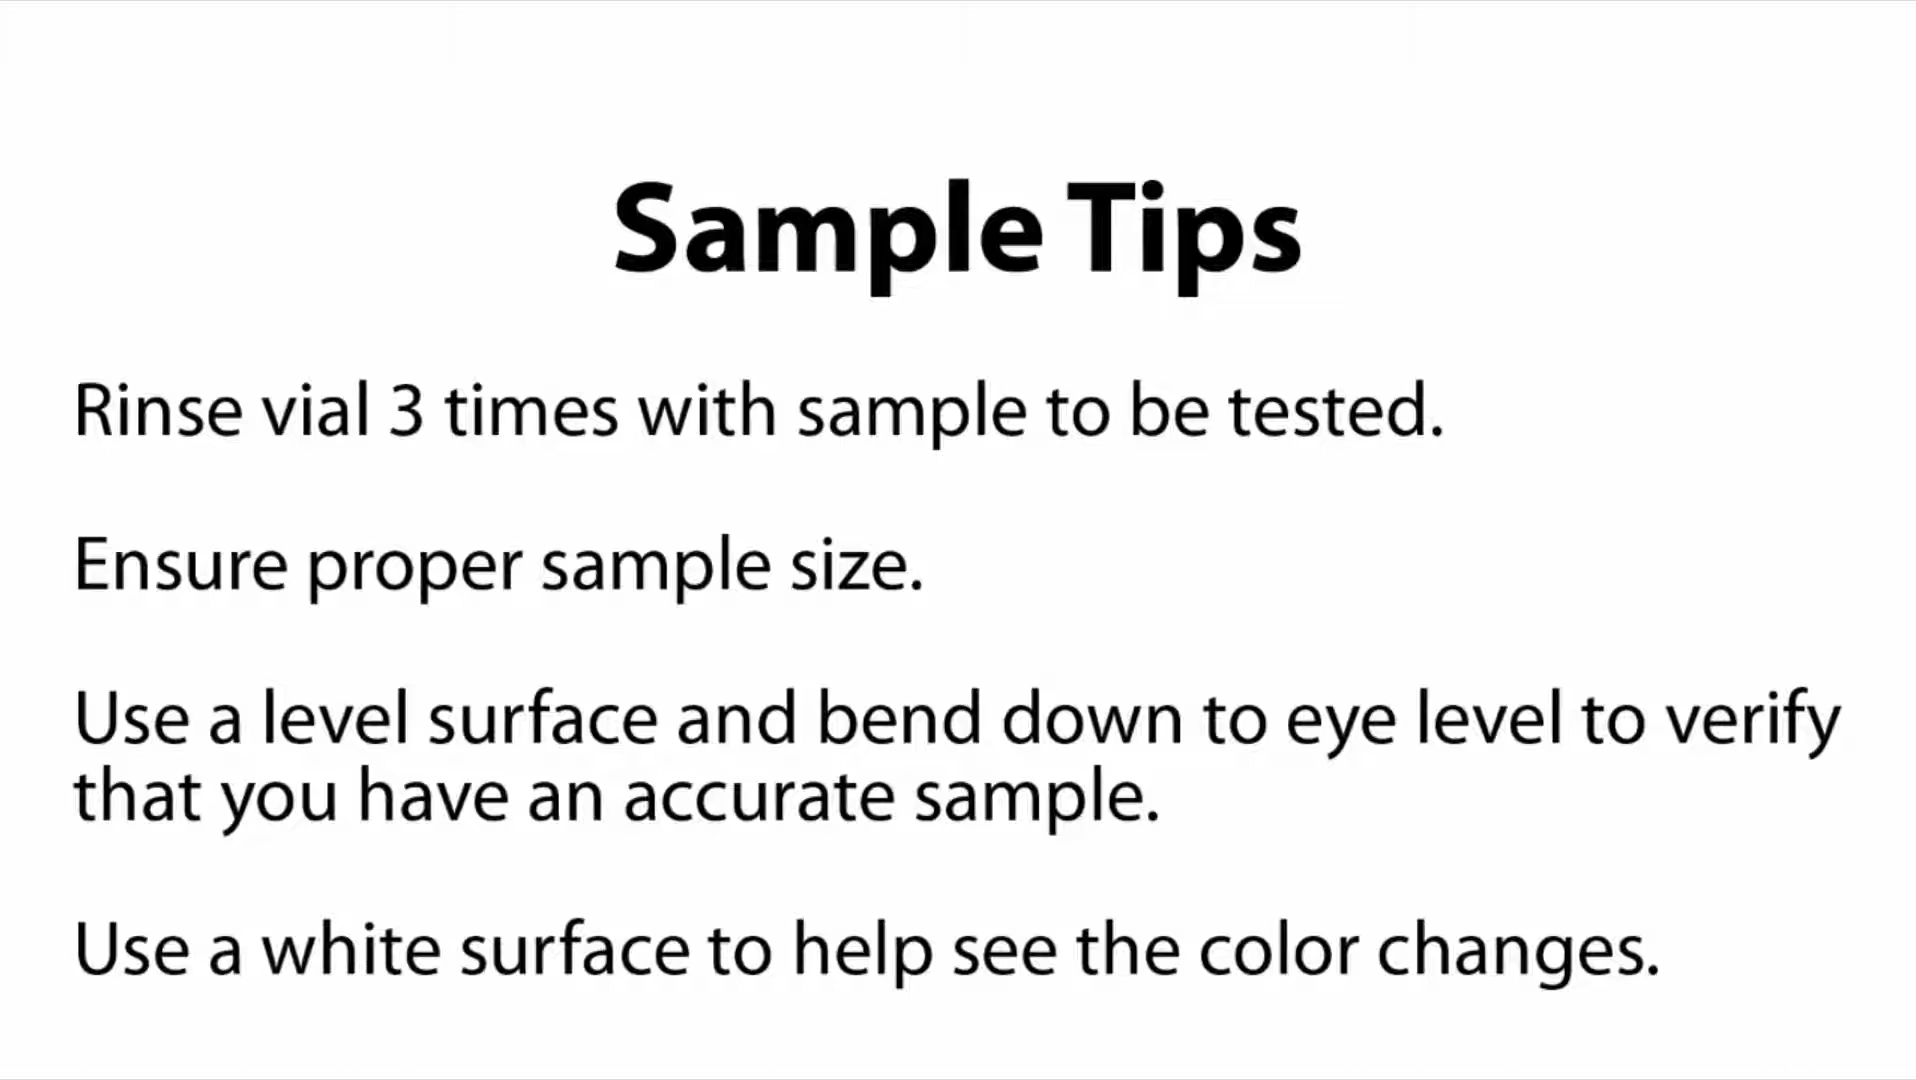 Sample Tips
Rinse vial 3 times with sample to be tested.
Ensure proper sample size.
Use a level surface and bend down to eye level to verify
that you have an accurate sample.
Use a white surface to help see the color changes.